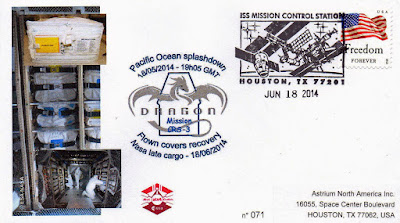 Pacific Ocean splashdown
18/05/2014 - 19h05 GMT
DRAGON
Mission
CRS-3
Flown covers recovery
Nasa late cargo - 18/06/2014
ISS MISSION CONTROL STATION
HOUSTON, TX 77201
JUN 18 2014
USA
Freedom
FOREVER
n° 071
Astrium North America Inc.
16055, Space Center Boulevard
HOUSTON, TX 77062, USA